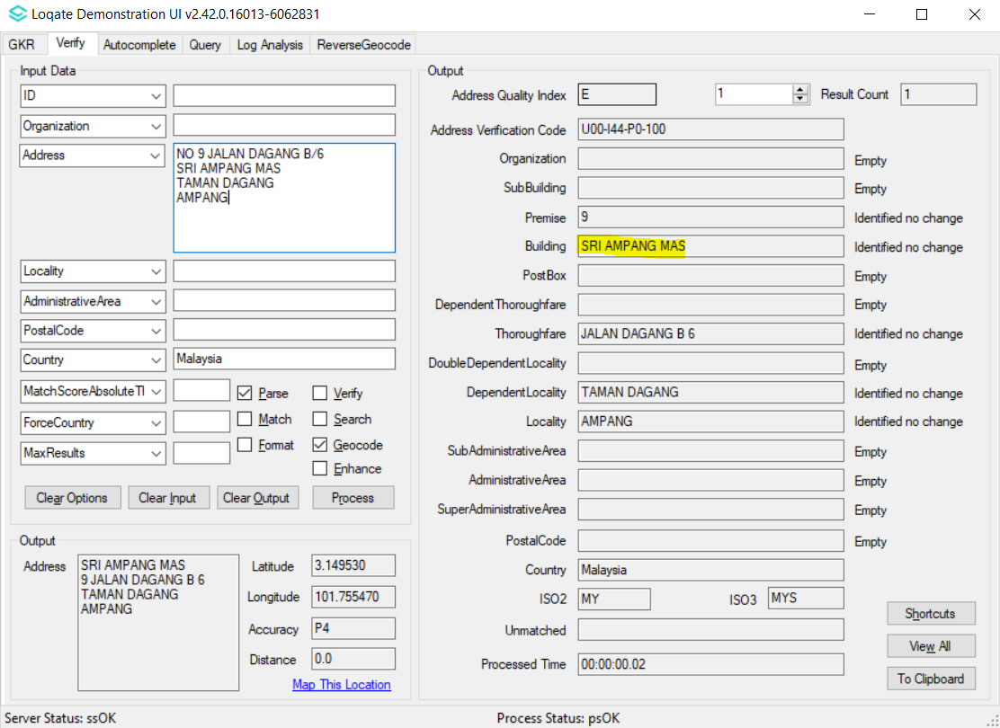 Loqate Demonstration UI v2.42.0.16013-6062831
GKR Verify Autocomplete Query Log Analysis ReverseGeocode
Input Data
ID
Organization
Address
NO 9 JALAN DAGANG B/6
SRI AMPANG MAS
TAMAN DAGANG
AMPANG
Locality
AdministrativeArea
PostalCode
Country Malaysia
MatchScoreAbsoluteTl Parse Verify
ForceCountry Match Search
MaxResults Format Geocode
Enhance
Clear Options Clear Input Clear Output Process
Output
Address
SRI AMPANG MAS
9 JALAN DAGANG B 6
TAMAN DAGANG
AMPANG
Latitude 3.149530
Longitude 101.755470
Accuracy P4
Distance 0.0
Map This Location
Output
Address Quality Index E 1 Result Count 1
Address Verification Code U00-I44-P0-100
Organization Empty
SubBuilding Empty
Premise 9 Identified no change
Building SRI AMPANG MAS Identified no change
PostBox Empty
DependentThoroughfare Empty
Thoroughfare JALAN DAGANG B 6 Identified no change
DoubleDependentLocality Empty
DependentLocality TAMAN DAGANG Identified no change
Locality AMPANG Identified no change
SubAdministrativeArea Empty
AdministrativeArea Empty
SuperAdministrativeArea Empty
PostalCode Empty
Country Malaysia
ISO2 MY ISO3 MYS
Unmatched
Processed Time 00:00:00.02
Shortcuts
View All
To Clipboard
Server Status: ssOK Process Status: psOK